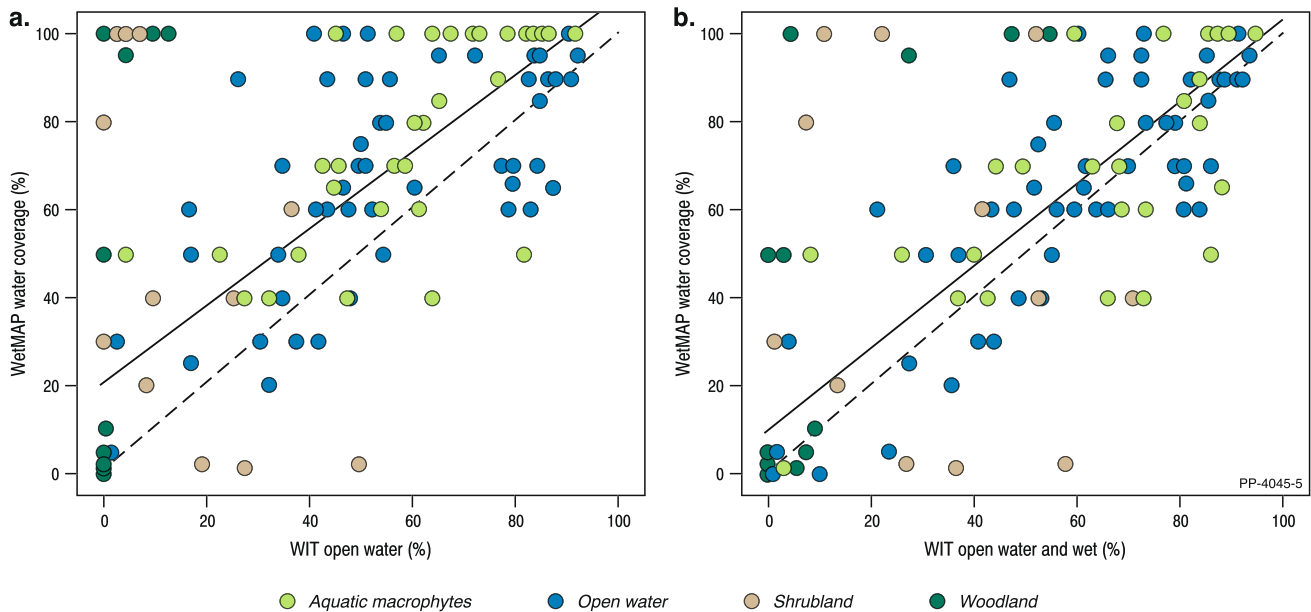 a.
100
80
60
40
20
0
WetMAP water coverage (%)
0 20 40 60 80 100
WIT open water (%)
b.
100
80
60
40
20
0
WetMAP water coverage (%)
PP-4045-5
0 20 40 60 80 100
WIT open water and wet (%)
Aquatic macrophytes Open water Shrubland Woodland